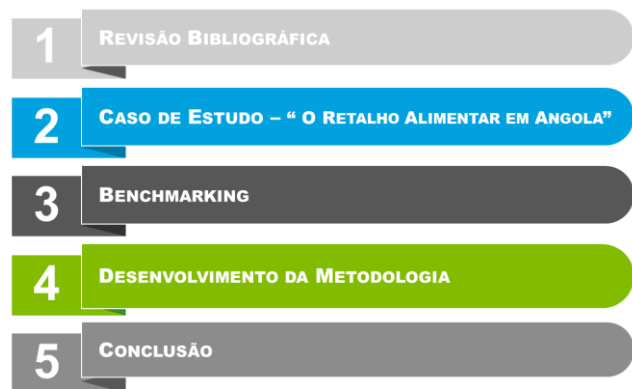 1 Revisão Bibliográfica
2 Caso de Estudo – “ O Retalho Alimentar em Angola”
3 Benchmarking
4 Desenvolvimento da Metodologia
5 Conclusão